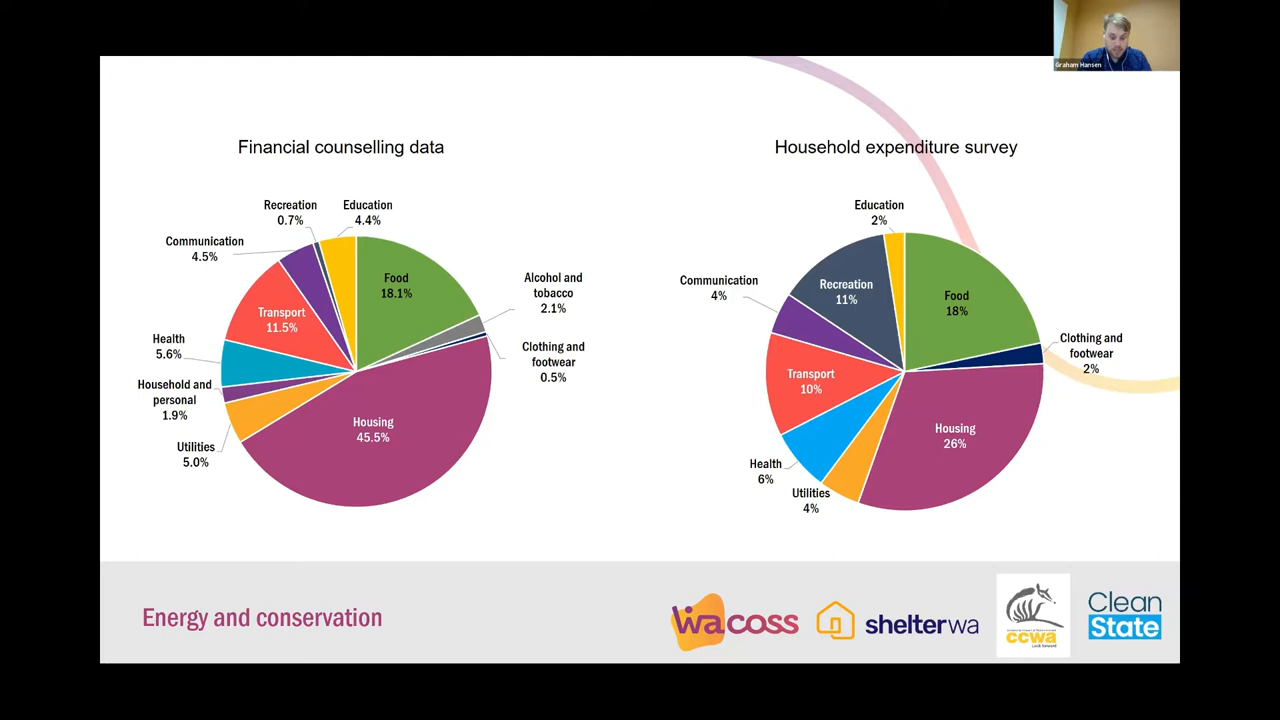 Graham Hansen
Financial counselling data
Household expenditure survey
Recreation
0.7%
Education
4.4%
Communication
4.5%
Food
18.1%
Alcohol and
tobacco
2.1%
Transport
11.5%
Health
5.6%
Clothing and
footwear
0.5%
Household and
personal
1.9%
Housing
45.5%
Utilities
5.0%
Education
2%
Communication
4%
Recreation
11%
Food
18%
Clothing and
footwear
2%
Transport
10%
Housing
26%
Health
6%
Utilities
4%
Energy and conservation
wacoss
shelterwa
ccwa
Clean
State